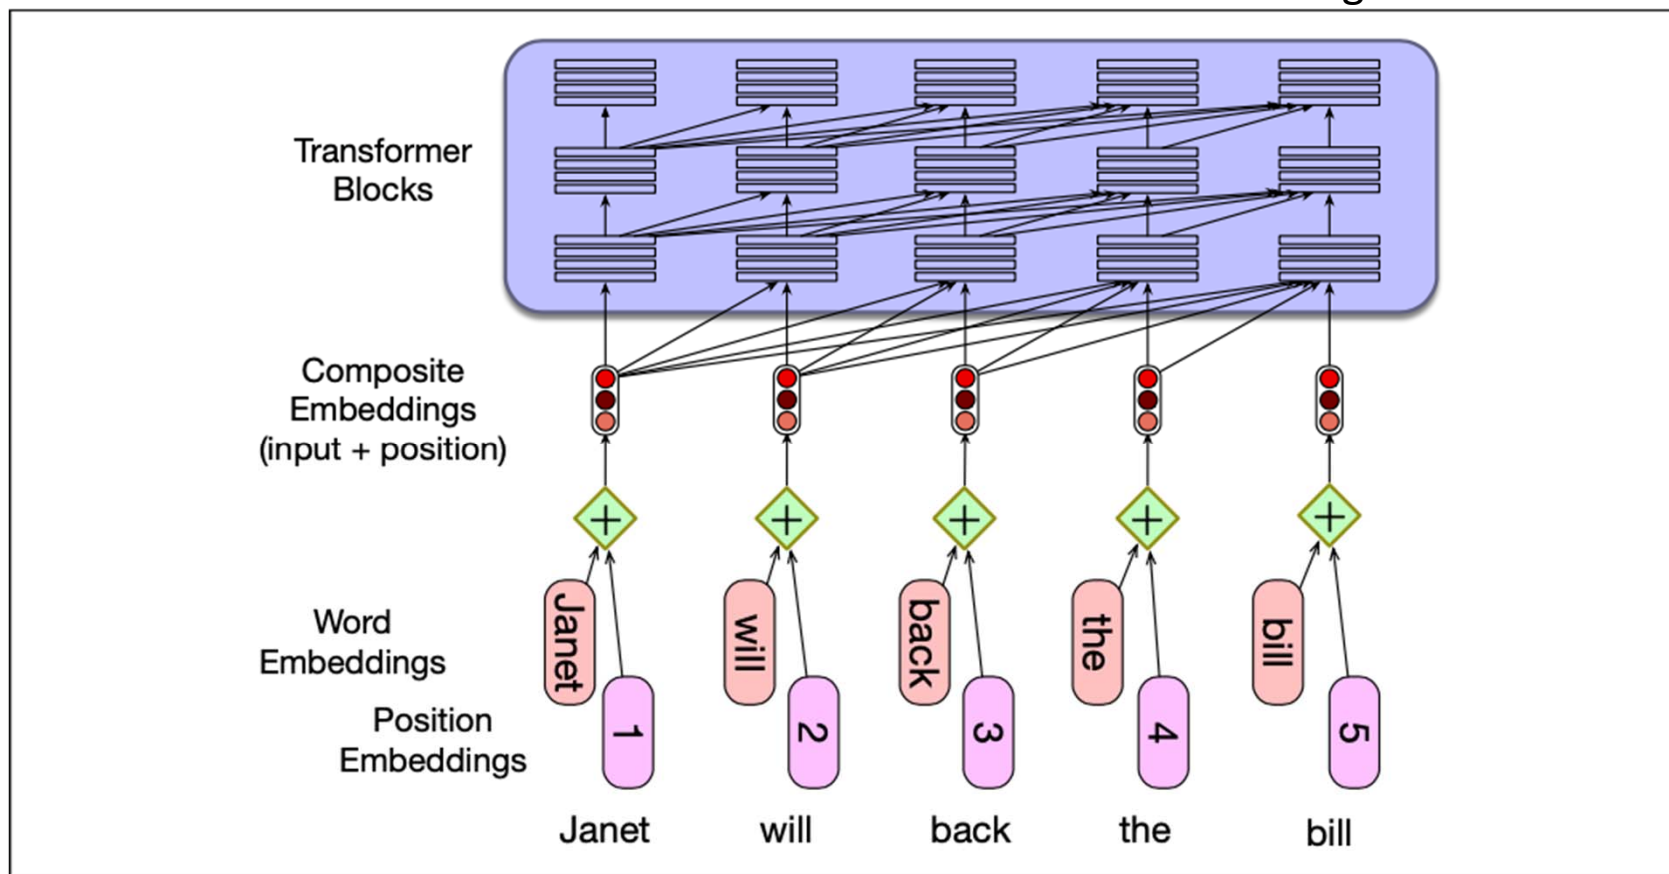 Transformer
Blocks
Composite
Embeddings
(input + position)
+ + + + +
Word
Embeddings
Janet will back the bill
Position
Embeddings
1 2 3 4 5
Janet will back the bill